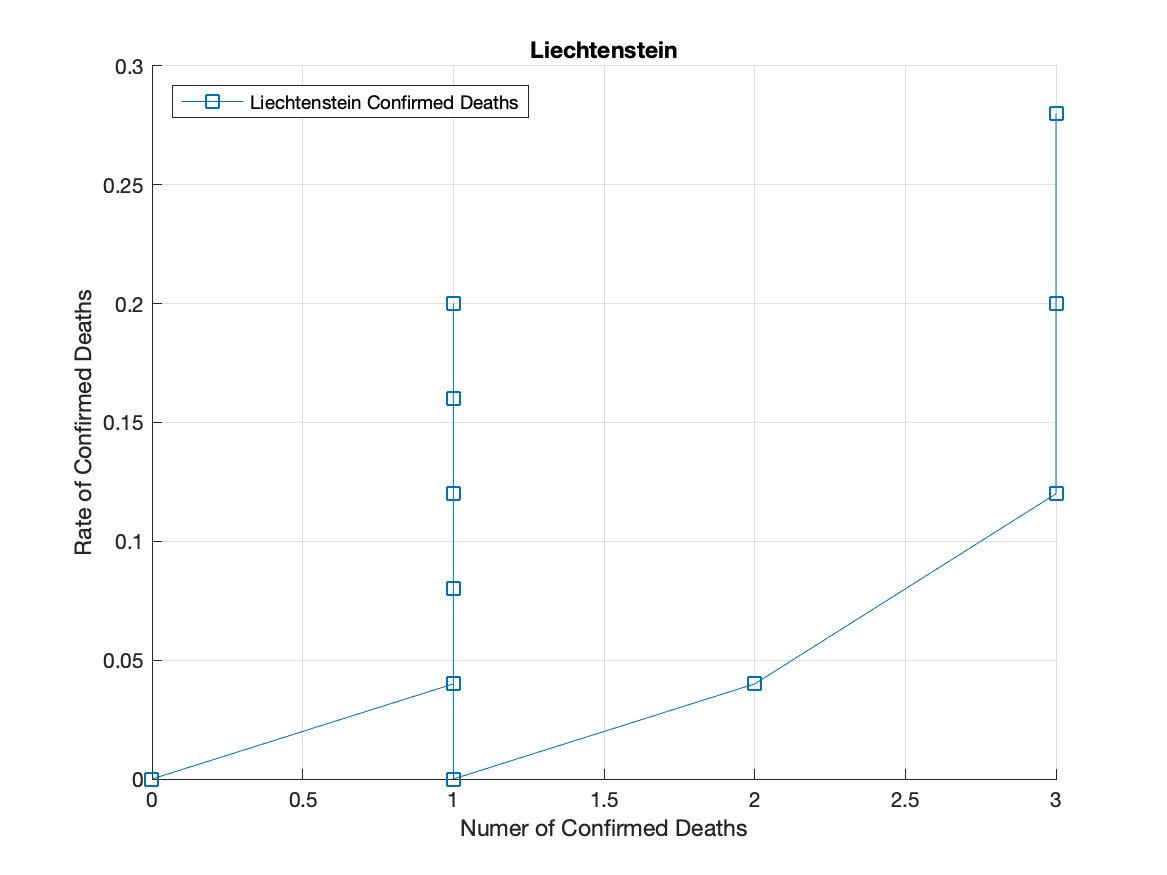 Liechtenstein
Liechtenstein Confirmed Deaths
0.3
0.25
0.2
0.15
0.1
0.05
0
Rate of Confirmed Deaths
0 0.5 1 1.5 2 2.5 3
Numer of Confirmed Deaths